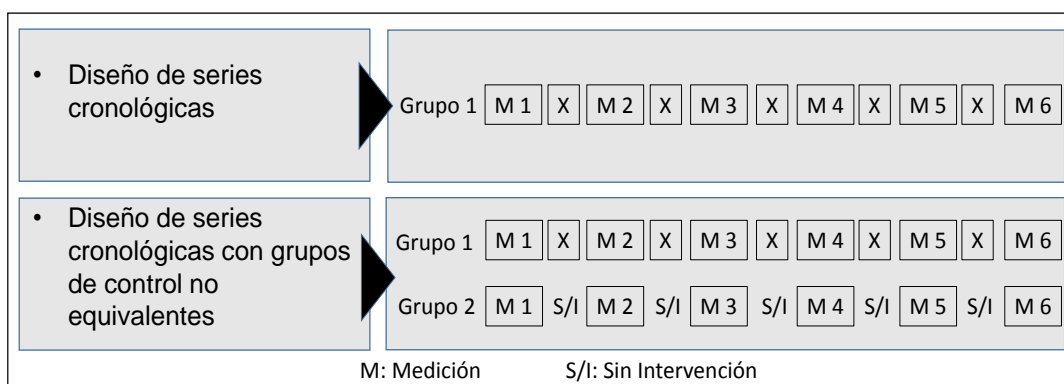 • Diseño de series
cronológicas
Grupo 1 M 1 X M 2 X M 3 X M 4 X M 5 X M 6
• Diseño de series
cronológicas con grupos
de control no
equivalentes
Grupo 1 M 1 X M 2 X M 3 X M 4 X M 5 X M 6
Grupo 2 M 1 S/I M 2 S/I M 3 S/I M 4 S/I M 5 S/I M 6
M: Medición S/I: Sin Intervención